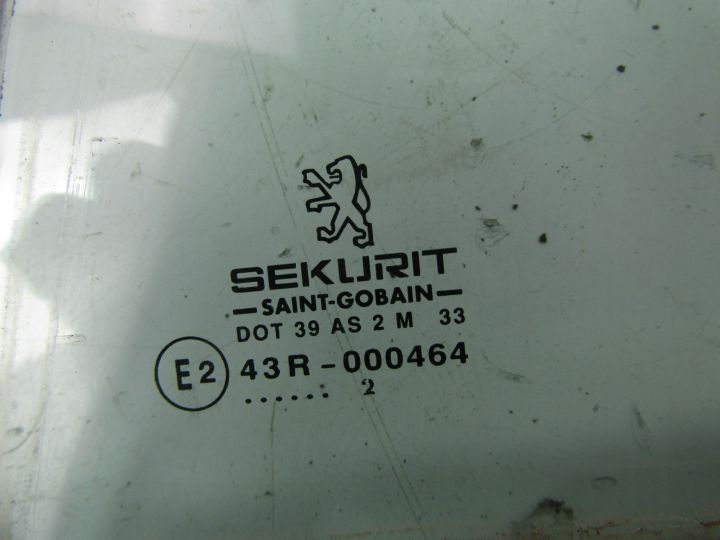 SEKURIT
—SAINT-GOBAIN—
DOT 39 AS 2 M 33
E2 43R-000464
...... 2